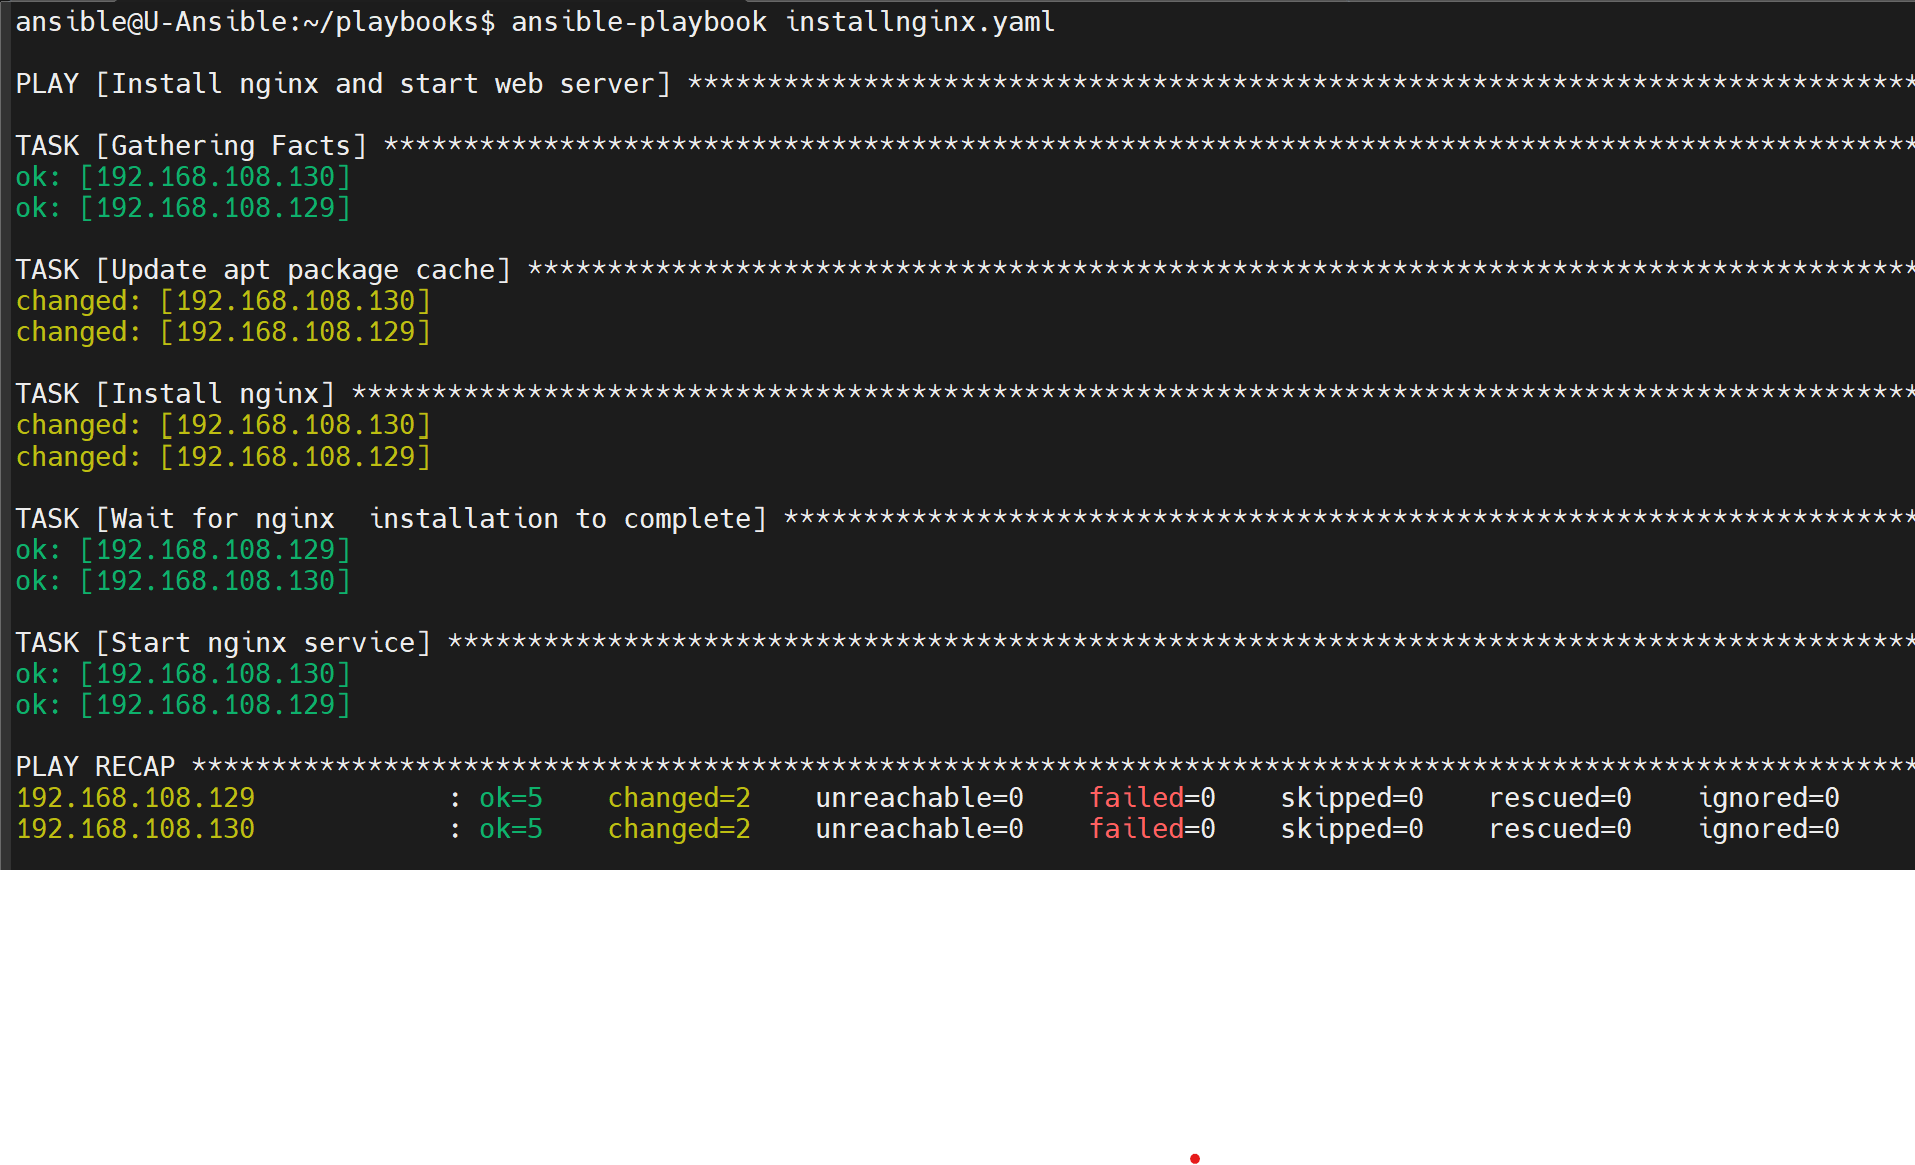 ansible@U-Ansible:~/playbooks$ ansible-playbook installnginx.yaml
PLAY [Install nginx and start web server] *****************************************************************************
TASK [Gathering Facts] ************************************************************************************************
ok: [192.168.108.130]
ok: [192.168.108.129]
TASK [Update apt package cache] ***************************************************************************************
changed: [192.168.108.130]
changed: [192.168.108.129]
TASK [Install nginx] **************************************************************************************************
changed: [192.168.108.130]
changed: [192.168.108.129]
TASK [Wait for nginx  installation to complete] ***********************************************************************
ok: [192.168.108.129]
ok: [192.168.108.130]
TASK [Start nginx service] ********************************************************************************************
ok: [192.168.108.130]
ok: [192.168.108.129]
PLAY RECAP ************************************************************************************************************
192.168.108.129            : ok=5    changed=2    unreachable=0    failed=0    skipped=0    rescued=0    ignored=0
192.168.108.130            : ok=5    changed=2    unreachable=0    failed=0    skipped=0    rescued=0    ignored=0